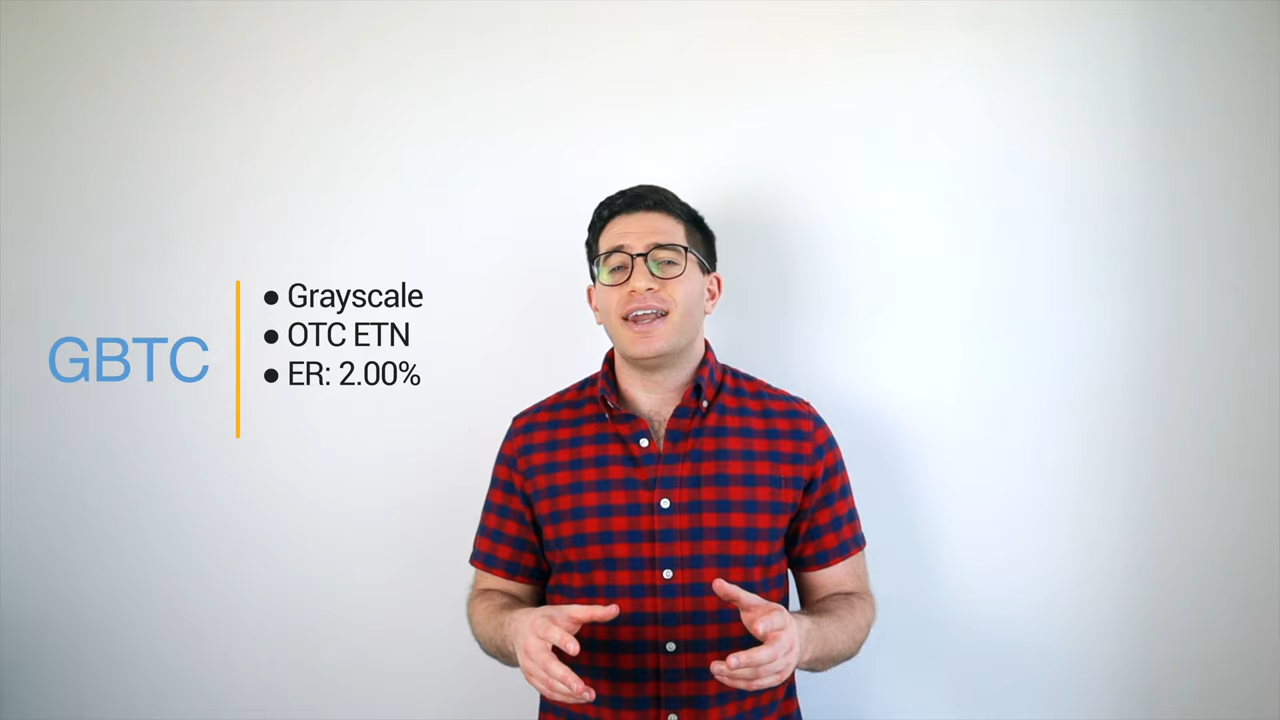 GBTC
● Grayscale
● OTC ETN
● ER: 2.00%